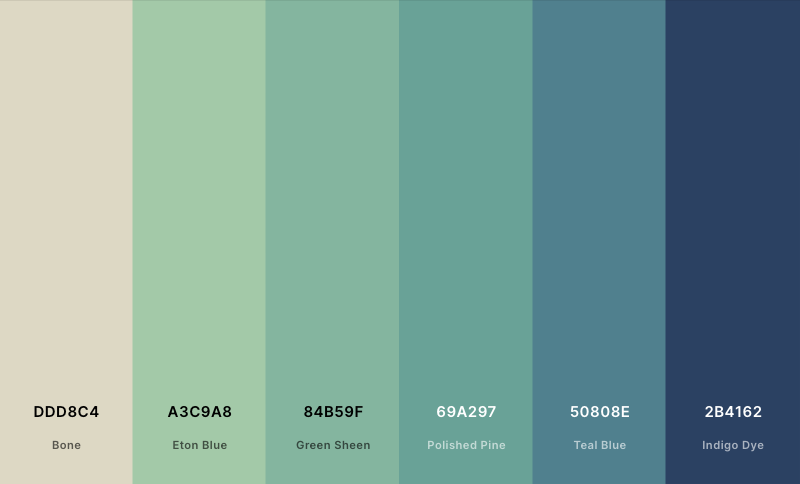 DDD8C4 A3C9A8 84B59F 69A297 50808E 2B4162
Bone Eton Blue Green Sheen Polished Pine Teal Blue Indigo Dye